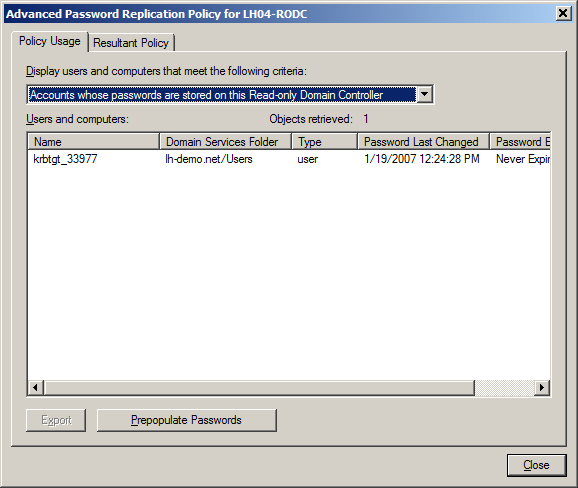 Advanced Password Replication Policy for LH04-RODC
Policy Usage Resultant Policy
Display users and computers that meet the following criteria:
Accounts whose passwords are stored on this Read-only Domain Controller
Users and computers: Objects retrieved: 1
Name Domain Services Folder Type Password Last Changed Password E
krbtgt_33977 lh-demo.net/Users user 1/19/2007 12:24:28 PM Never Expir
Export Prepopulate Passwords
Close